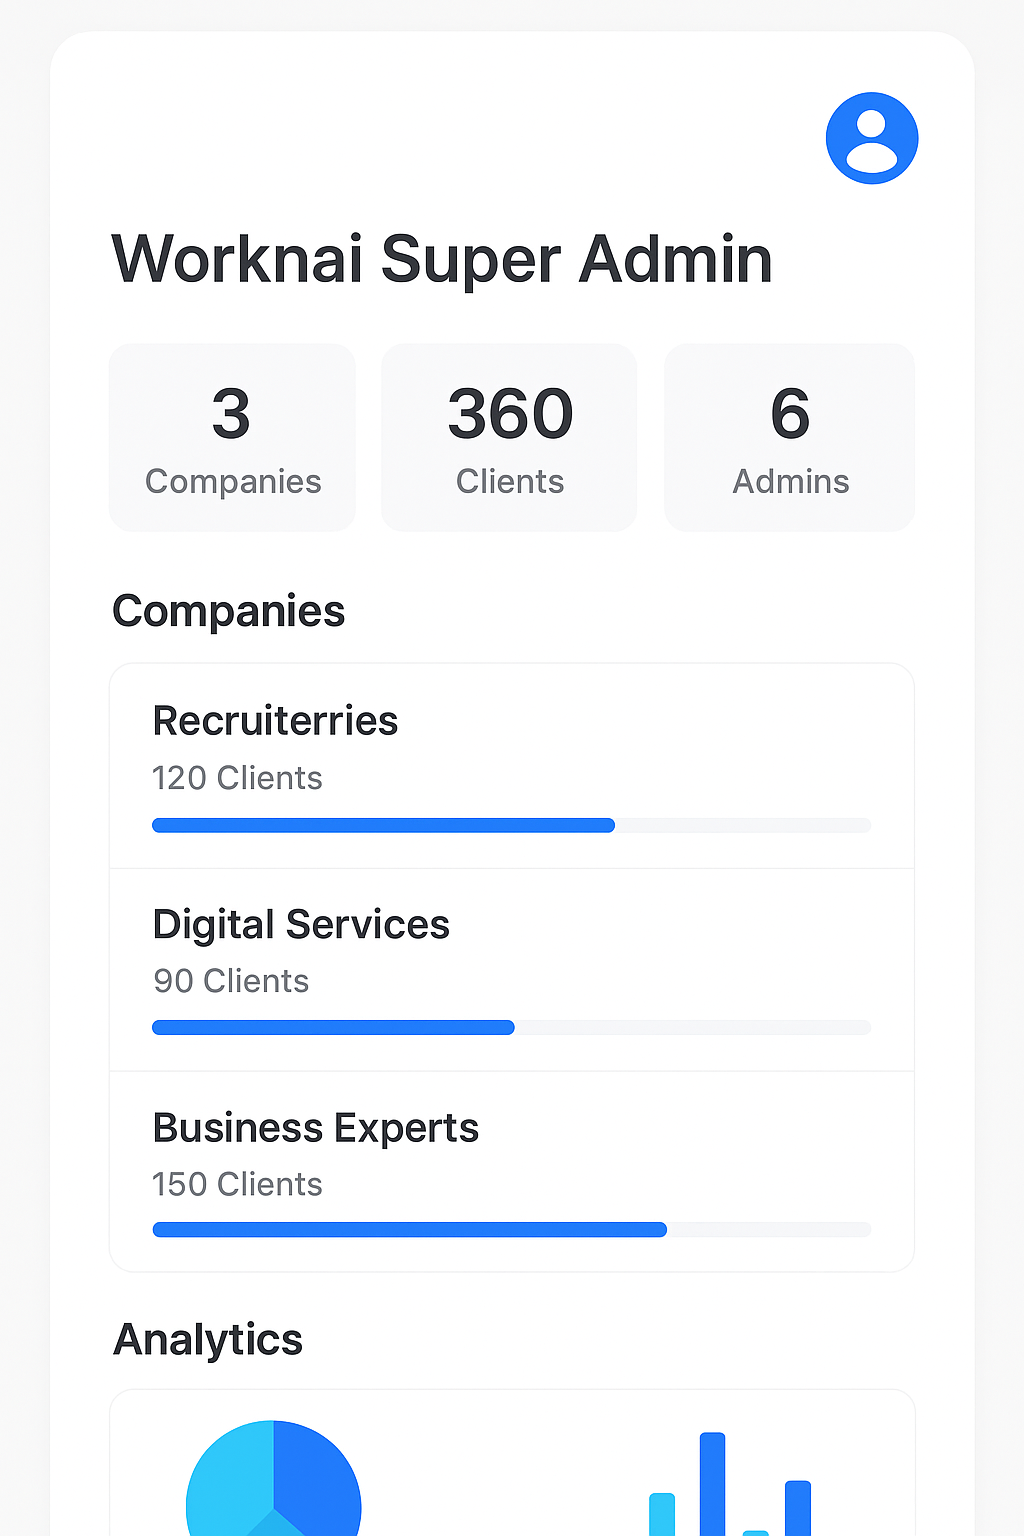 Worknai Super Admin
3
Companies
360
Clients
6
Admins
Companies
Recruiterries
120 Clients
Digital Services
90 Clients
Business Experts
150 Clients
Analytics